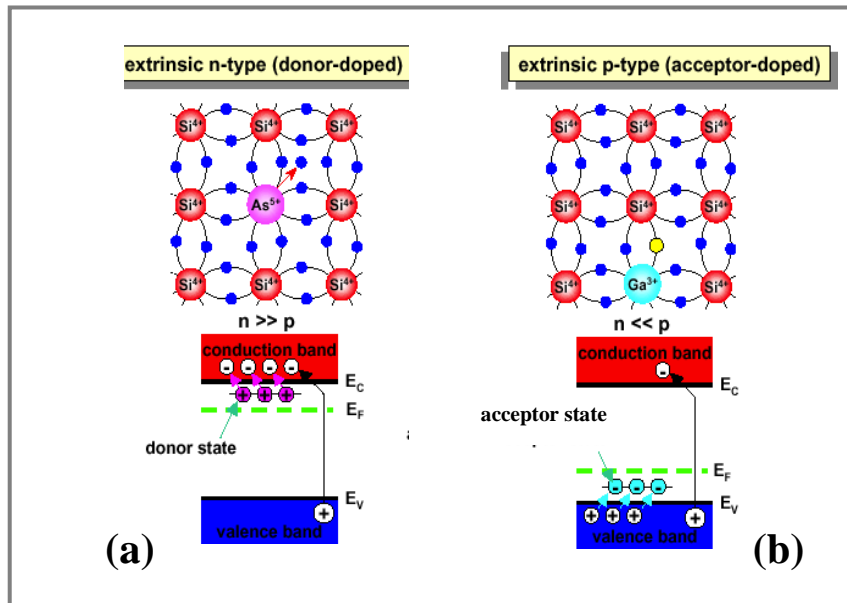 extrinsic n-type (donor-doped)
Si⁴⁺ Si⁴⁺ Si⁴⁺
Si⁴⁺ As⁵⁺ Si⁴⁺
Si⁴⁺ Si⁴⁺ Si⁴⁺
n >> p
conduction band
- - - -
E_C
+ + +
E_F
donor state
E_V
+
valence band
(a)
extrinsic p-type (acceptor-doped)
Si⁴⁺ Si⁴⁺ Si⁴⁺
Si⁴⁺ Si⁴⁺ Si⁴⁺
Si⁴⁺ Ga³⁺ Si⁴⁺
n << p
conduction band
-
E_C
acceptor state
E_F
- - -
E_V
+ + + +
valence band
(b)